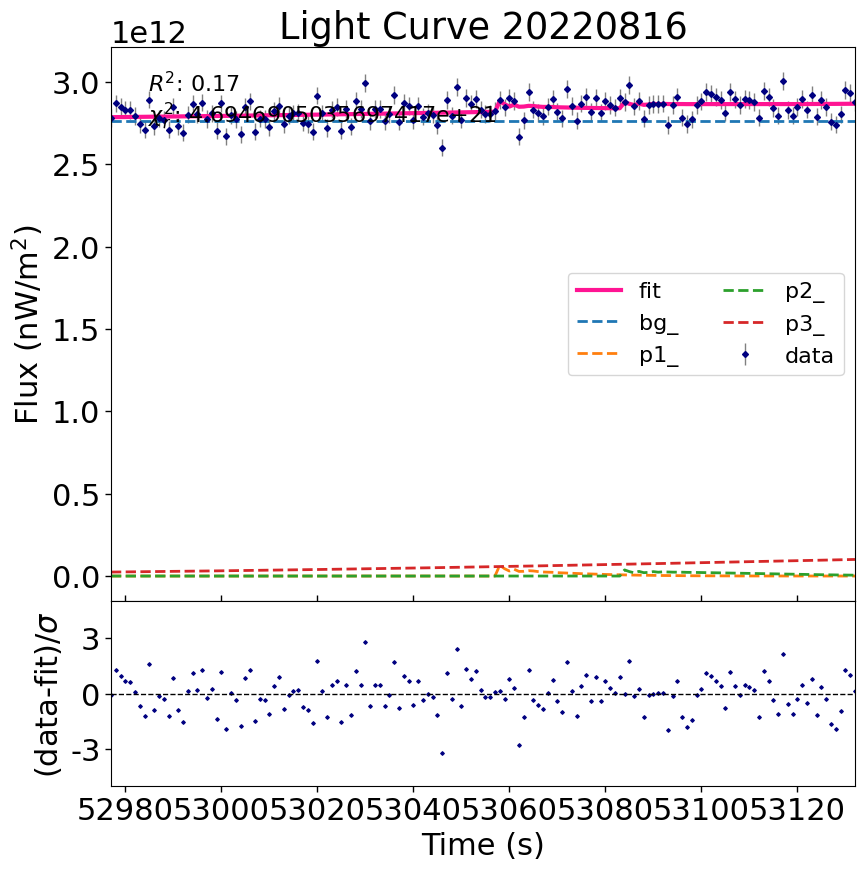 Light Curve 20220816
1e12
R²: 0.17
3.0
2.5
2.0
1.5
1.0
0.5
0.0
Flux (nW/m²)
fit
bg_
p1_
p2_
p3_
data
3
0
-3
(data-fit)/σ
52980 53000 53020 53040 53060 53080 53100 53120
Time (s)